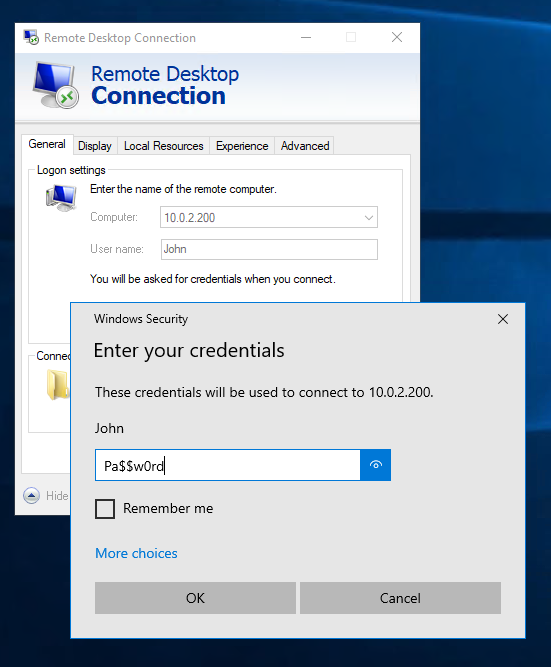 Remote Desktop Connection
Remote Desktop
Connection
General Display Local Resources Experience Advanced
Logon settings
Enter the name of the remote computer.
Computer: 10.0.2.200
User name: John
You will be asked for credentials when you connect.
Connec
Hide
Windows Security
Enter your credentials
These credentials will be used to connect to 10.0.2.200.
John
Pa$$w0rd
Remember me
More choices
OK Cancel